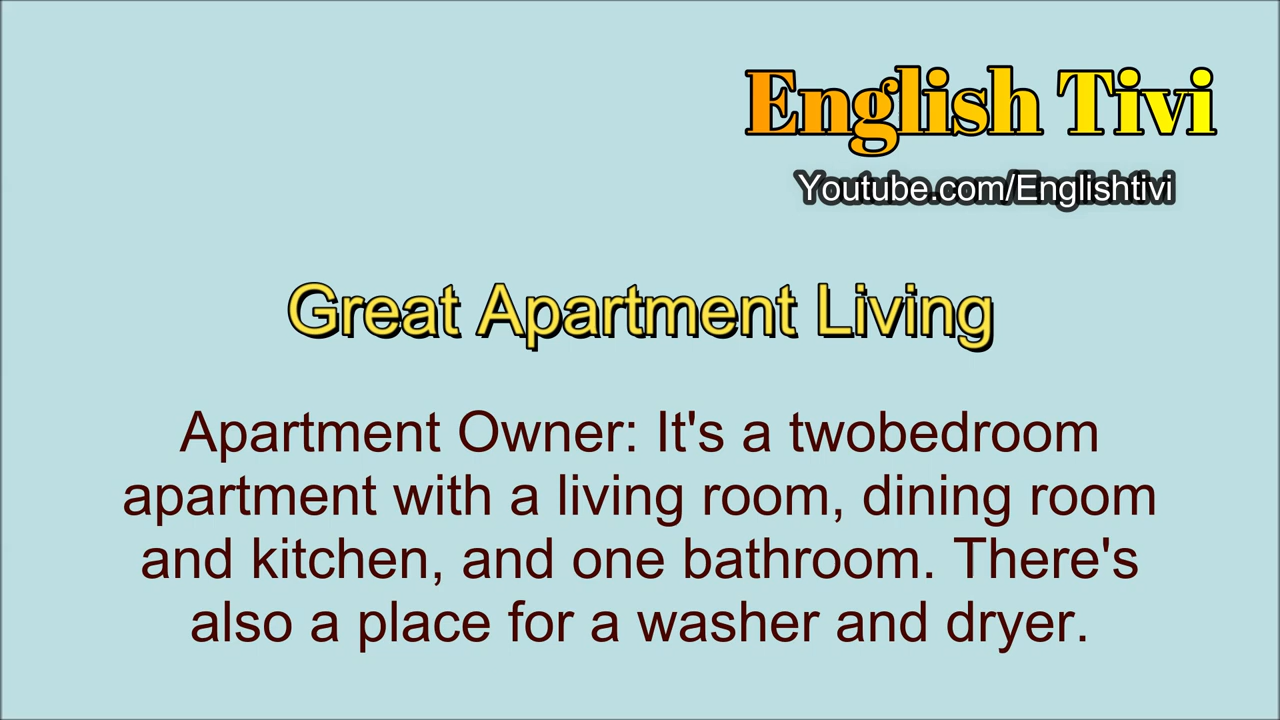 English Tivi
Youtube.com/Englishtivi
Great Apartment Living
Apartment Owner: It's a twobedroom
apartment with a living room, dining room
and kitchen, and one bathroom. There's
also a place for a washer and dryer.